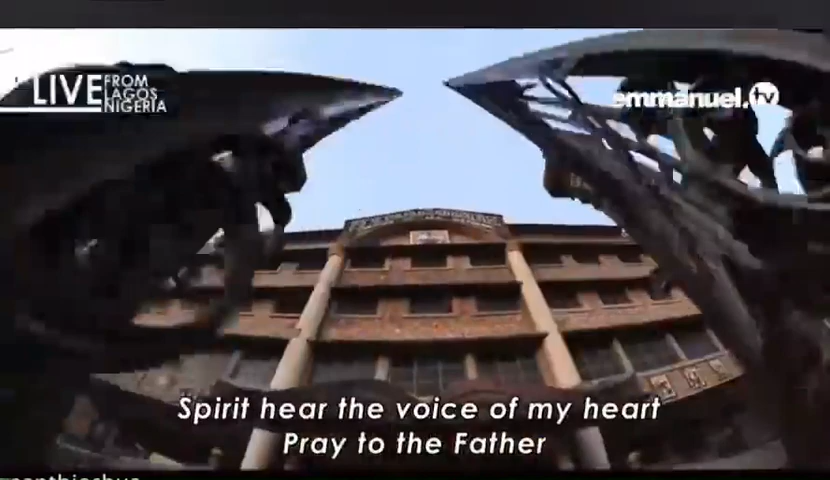 LIVE FROM LAGOS NIGERIA
emmanuel.tv
Spirit hear the voice of my heart
Pray to the Father